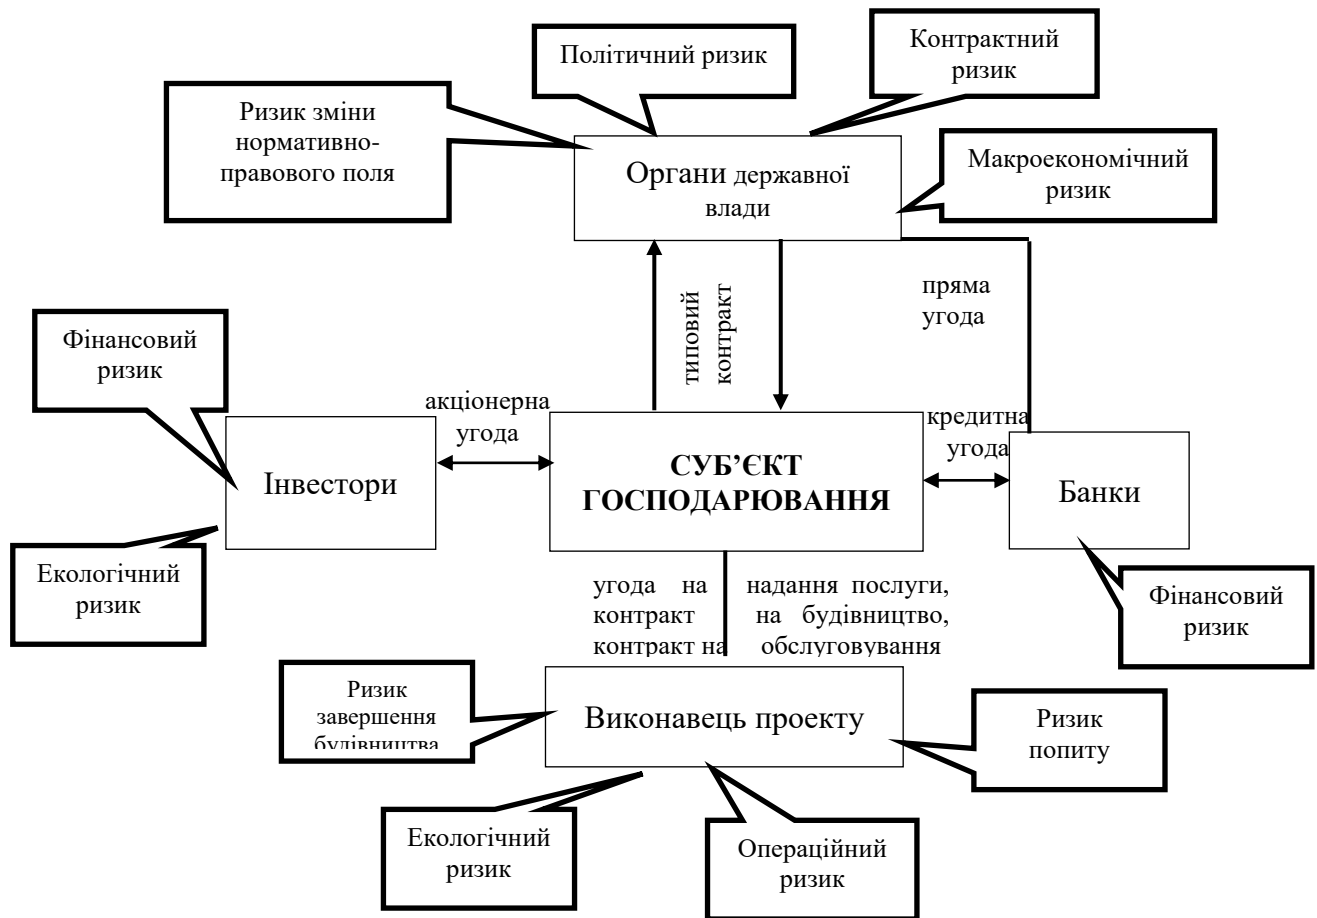 Політичний ризик
Контрактний
ризик
Ризик зміни
нормативно-
правового поля
Органи державної
влади
Макроекономічний
ризик
типовий
контракт
пряма
угода
Фінансовий
ризик
акціонерна
угода
кредитна
угода
Інвестори
СУБ’ЄКТ
ГОСПОДАРЮВАННЯ
Банки
Екологічний
ризик
угода на надання послуги,
контракт на будівництво,
контракт на обслуговування
Фінансовий
ризик
Ризик
завершення
будівництва
Виконавець проекту
Ризик
попиту
Екологічний
ризик
Операційний
ризик